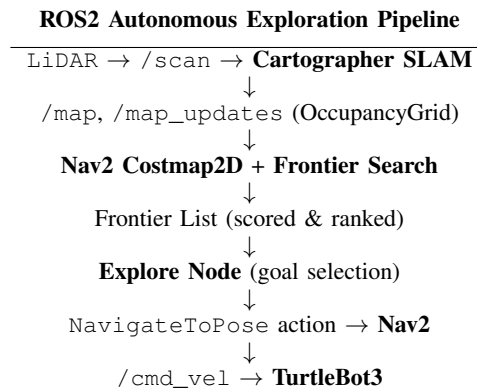 ROS2 Autonomous Exploration Pipeline
LiDAR → /scan → Cartographer SLAM
↓
/map, /map_updates (OccupancyGrid)
↓
Nav2 Costmap2D + Frontier Search
↓
Frontier List (scored & ranked)
↓
Explore Node (goal selection)
↓
NavigateToPose action → Nav2
↓
/cmd_vel → TurtleBot3